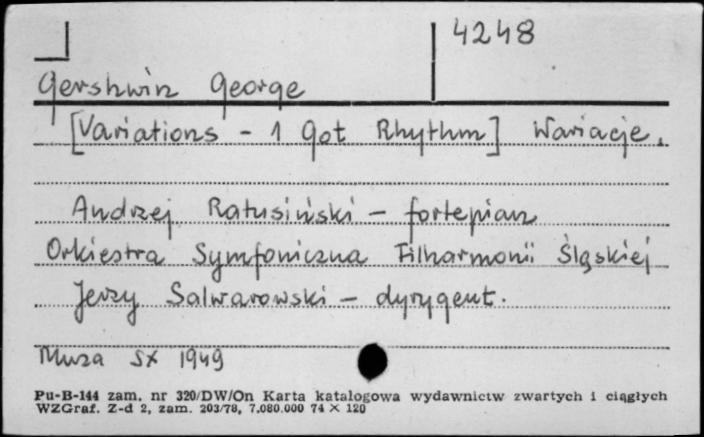 4248
Gershwin George
[Variations - 1 Got Rhythm] Wariacje.
Andrzej Ratusiński - fortepian
Orkiestra Symfoniczna Filharmonii Śląskiej
Jerzy Salwarowski - dyrygent.
Muza SX 1949
Pu-B-144 zam. nr 320/DW/On Karta katalogowa wydawnictw zwartych i ciągłych
WZGraf. Z-d 2, zam. 203/78, 7.080.000 74 × 120